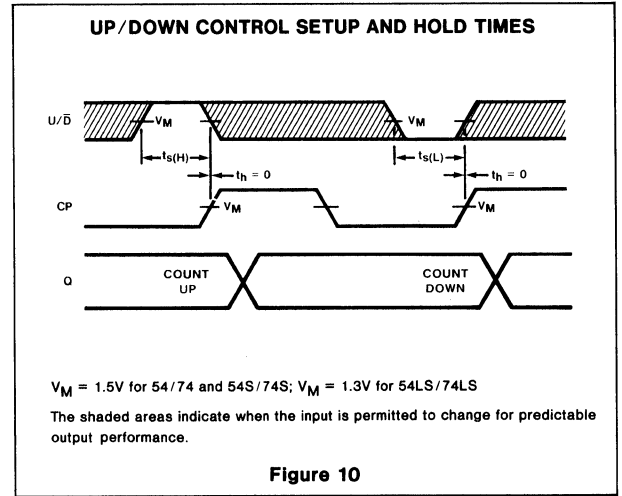 UP/DOWN CONTROL SETUP AND HOLD TIMES
U/D̅
VM
VM
ts(H)
ts(L)
th = 0
th = 0
CP
VM
VM
Q
COUNT
UP
COUNT
DOWN
VM = 1.5V for 54/74 and 54S/74S; VM = 1.3V for 54LS/74LS
The shaded areas indicate when the input is permitted to change for predictable
output performance.
Figure 10